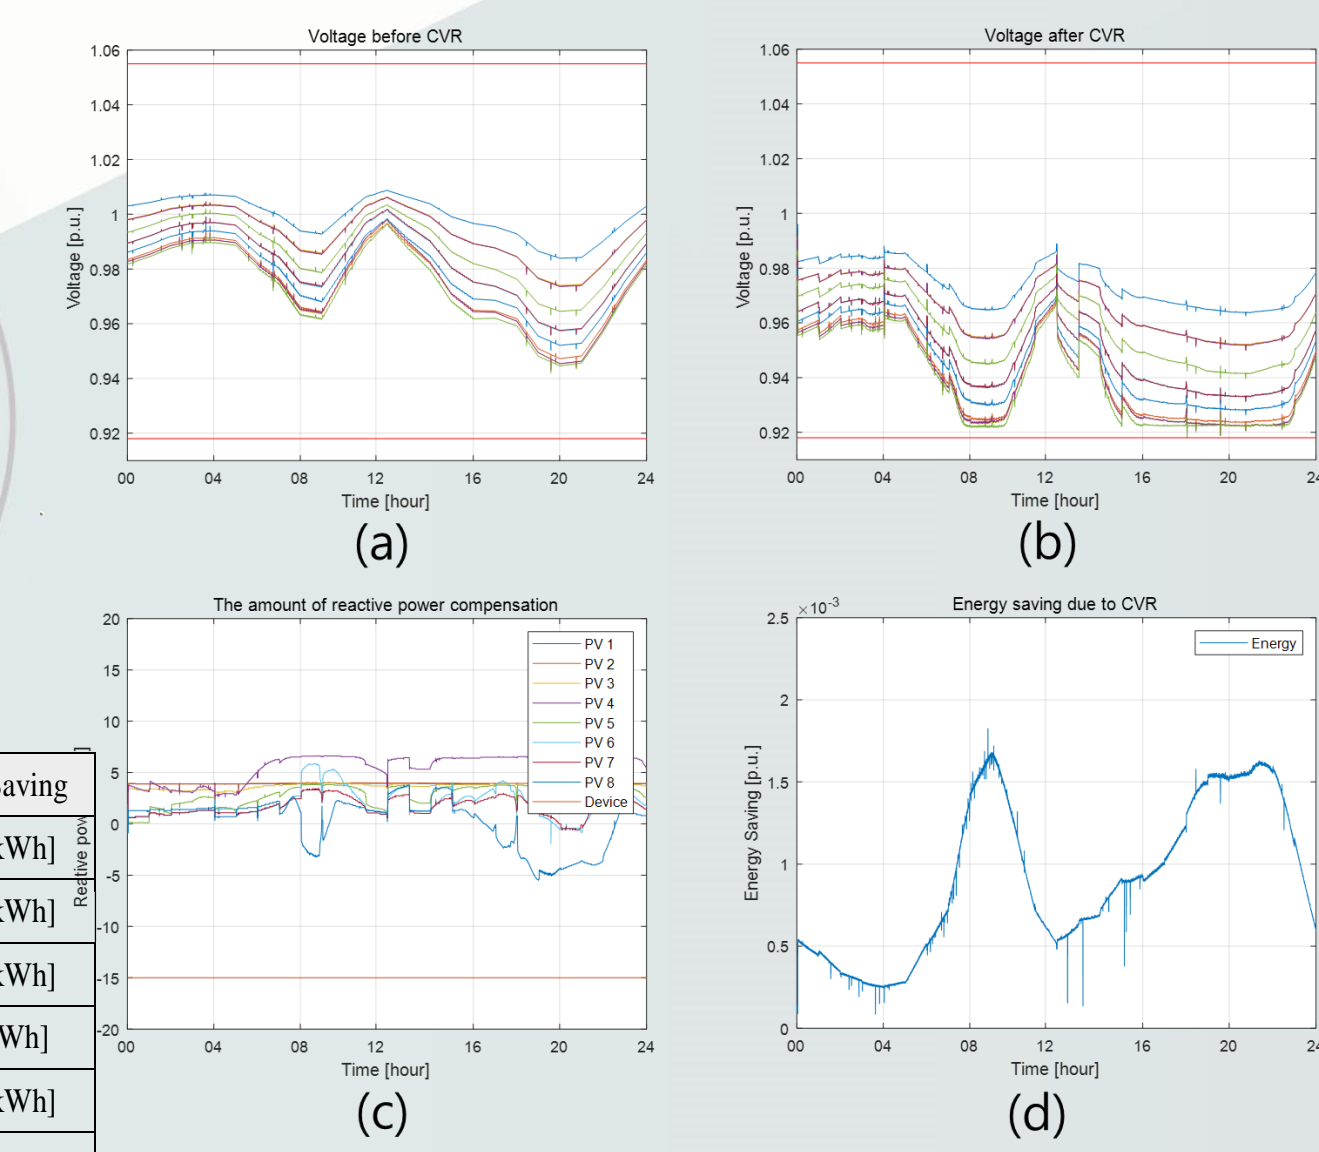 Voltage before CVR
1.06
1.04
1.02
1
0.98
0.96
0.94
0.92
Voltage [p.u.]
00 04 08 12 16 20 24
Time [hour]
(a)
Voltage after CVR
1.06
1.04
1.02
1
0.98
0.96
0.94
0.92
Voltage [p.u.]
00 04 08 12 16 20 24
Time [hour]
(b)
The amount of reactive power compensation
20
15
10
5
0
-5
-10
-15
-20
PV 1
PV 2
PV 3
PV 4
PV 5
PV 6
PV 7
PV 8
Device
00 04 08 12 16 20 24
Time [hour]
(c)
Energy saving due to CVR
×10-3
2.5
2
1.5
1
0.5
0
Energy
Energy Saving [p.u.]
00 04 08 12 16 20 24
Time [hour]
(d)
Reative